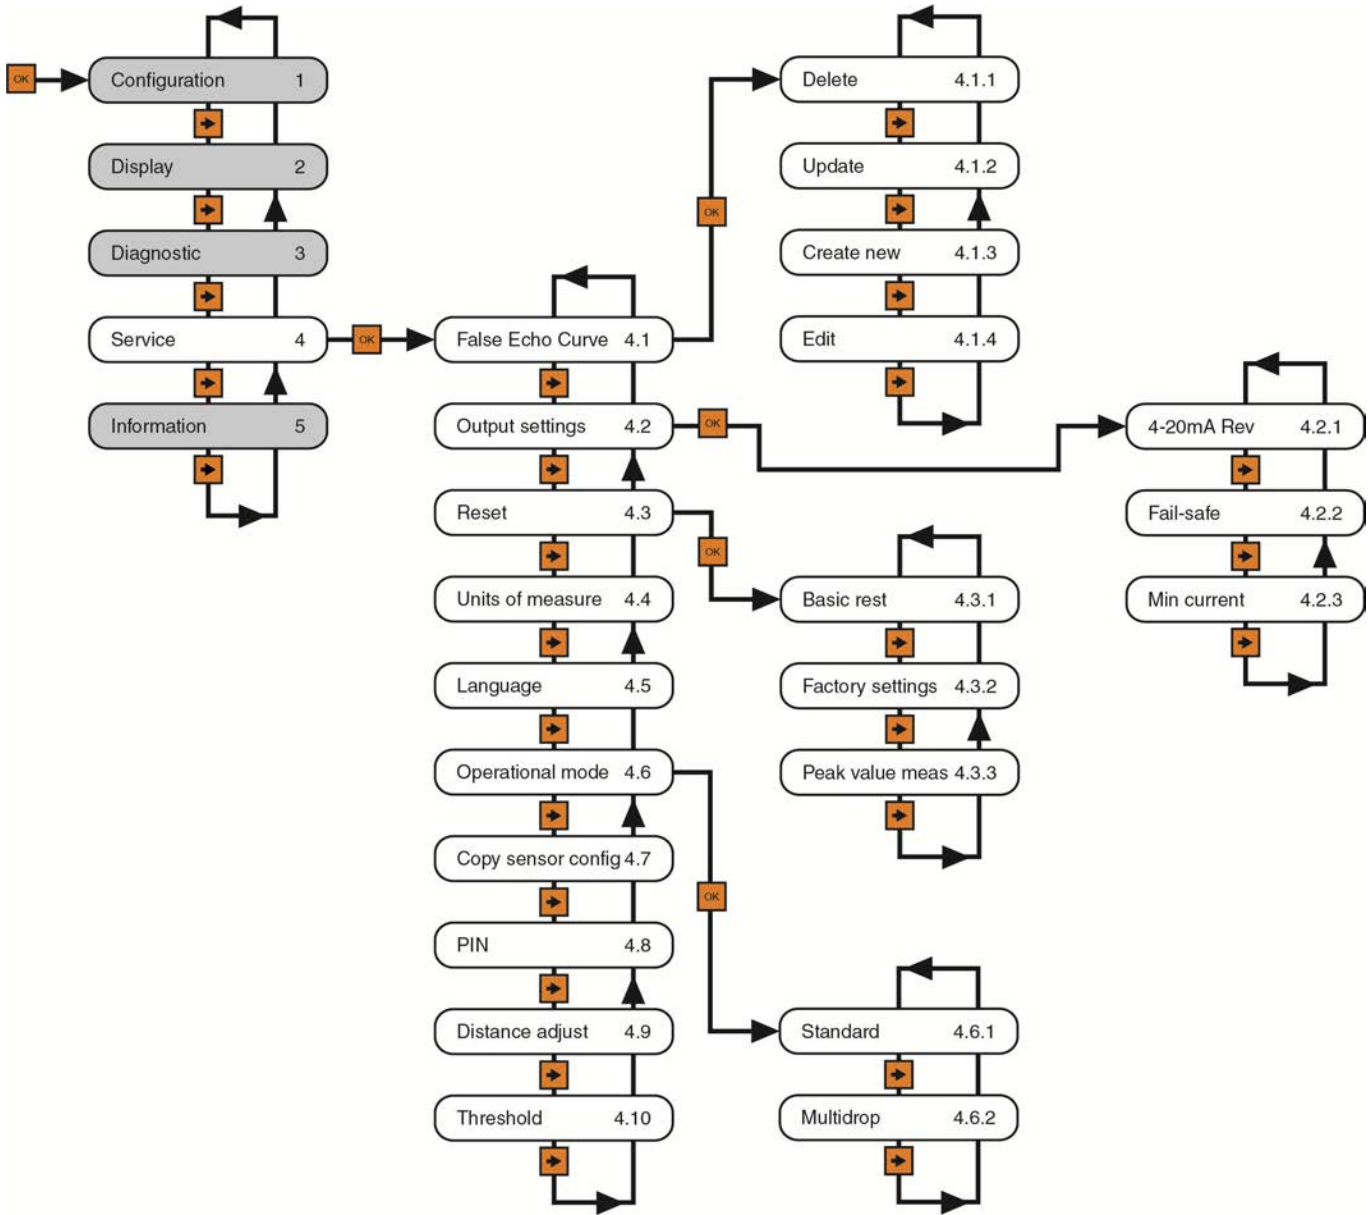 OK
Configuration 1
Display 2
Diagnostic 3
Service 4
Information 5
OK
False Echo Curve 4.1
Output settings 4.2
Reset 4.3
Units of measure 4.4
Language 4.5
Operational mode 4.6
Copy sensor config 4.7
PIN 4.8
Distance adjust 4.9
Threshold 4.10
OK
Delete 4.1.1
Update 4.1.2
Create new 4.1.3
Edit 4.1.4
OK
4-20mA Rev 4.2.1
Fail-safe 4.2.2
Min current 4.2.3
OK
Basic rest 4.3.1
Factory settings 4.3.2
Peak value meas 4.3.3
OK
Standard 4.6.1
Multidrop 4.6.2